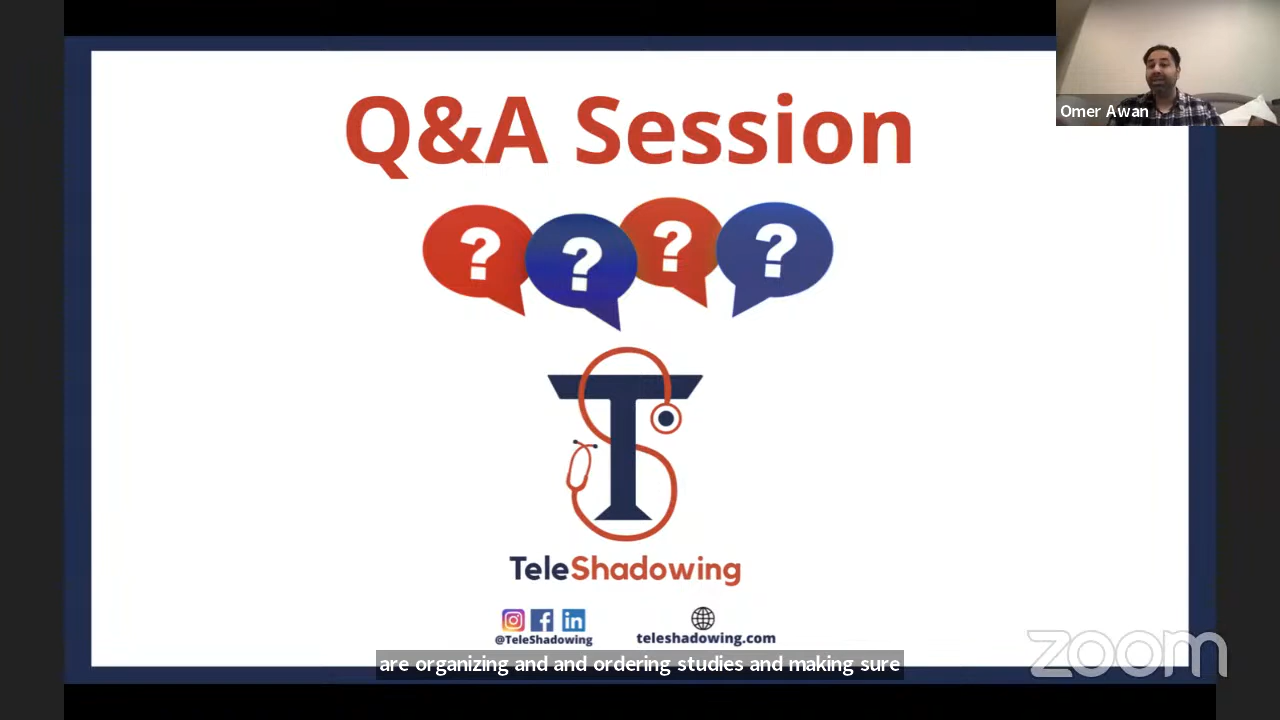 Omer Awan
Q&A Session
? ? ? ?
TeleShadowing
@TeleShadowing
teleshadowing.com
are organizing and and ordering studies and making sure
zoom